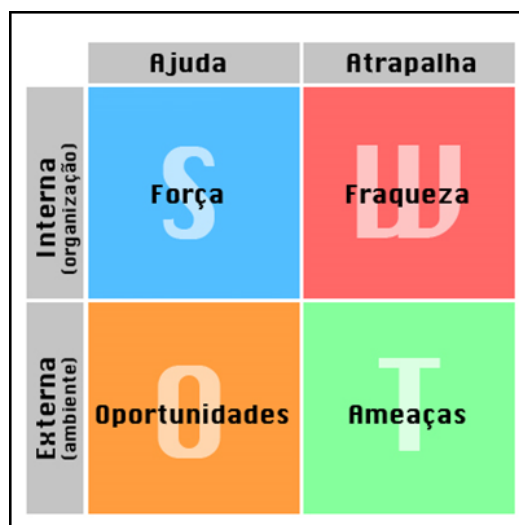 Ajuda
Atrapalha
Interna
(organização)
S
Força
W
Fraqueza
Externa
(ambiente)
O
Oportunidades
T
Ameaças